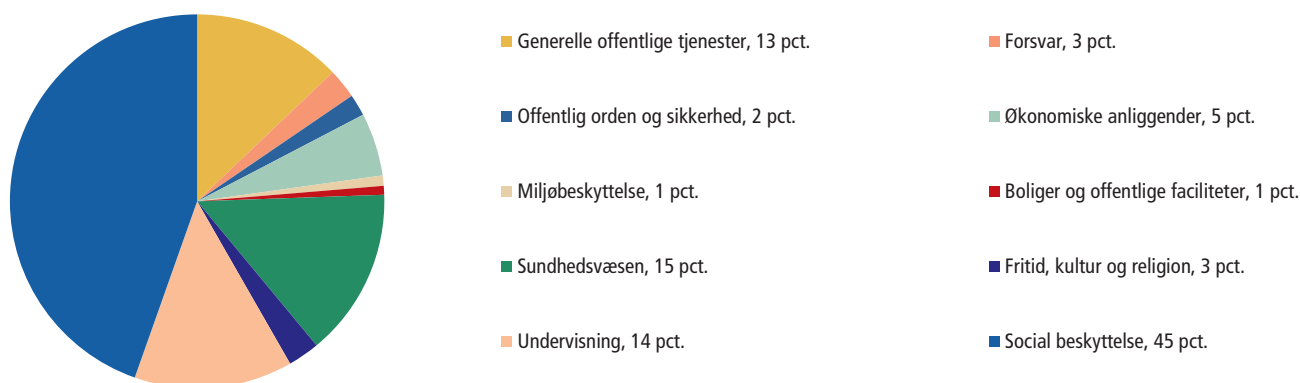 Generelle offentlige tjenester, 13 pct.
Forsvar, 3 pct.
Offentlig orden og sikkerhed, 2 pct.
Økonomiske anliggender, 5 pct.
Miljøbeskyttelse, 1 pct.
Boliger og offentlige faciliteter, 1 pct.
Sundhedsvæsen, 15 pct.
Fritid, kultur og religion, 3 pct.
Undervisning, 14 pct.
Social beskyttelse, 45 pct.